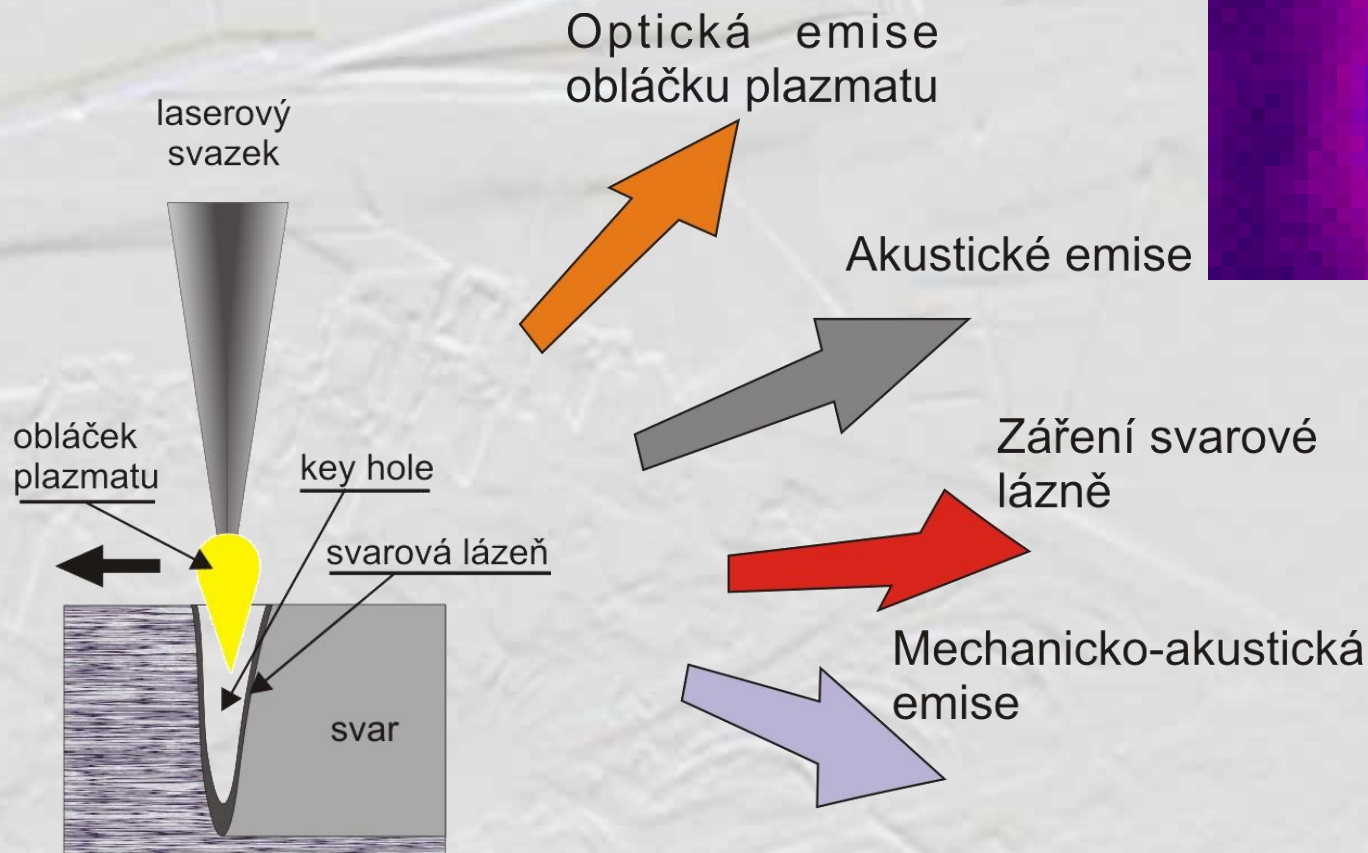 Optická emise
obláčku plazmatu
laserový
svazek
Akustické emise
obláček
plazmatu
key hole
svarová lázeň
Záření svarové
lázně
Mechanicko-akustická
emise
svar